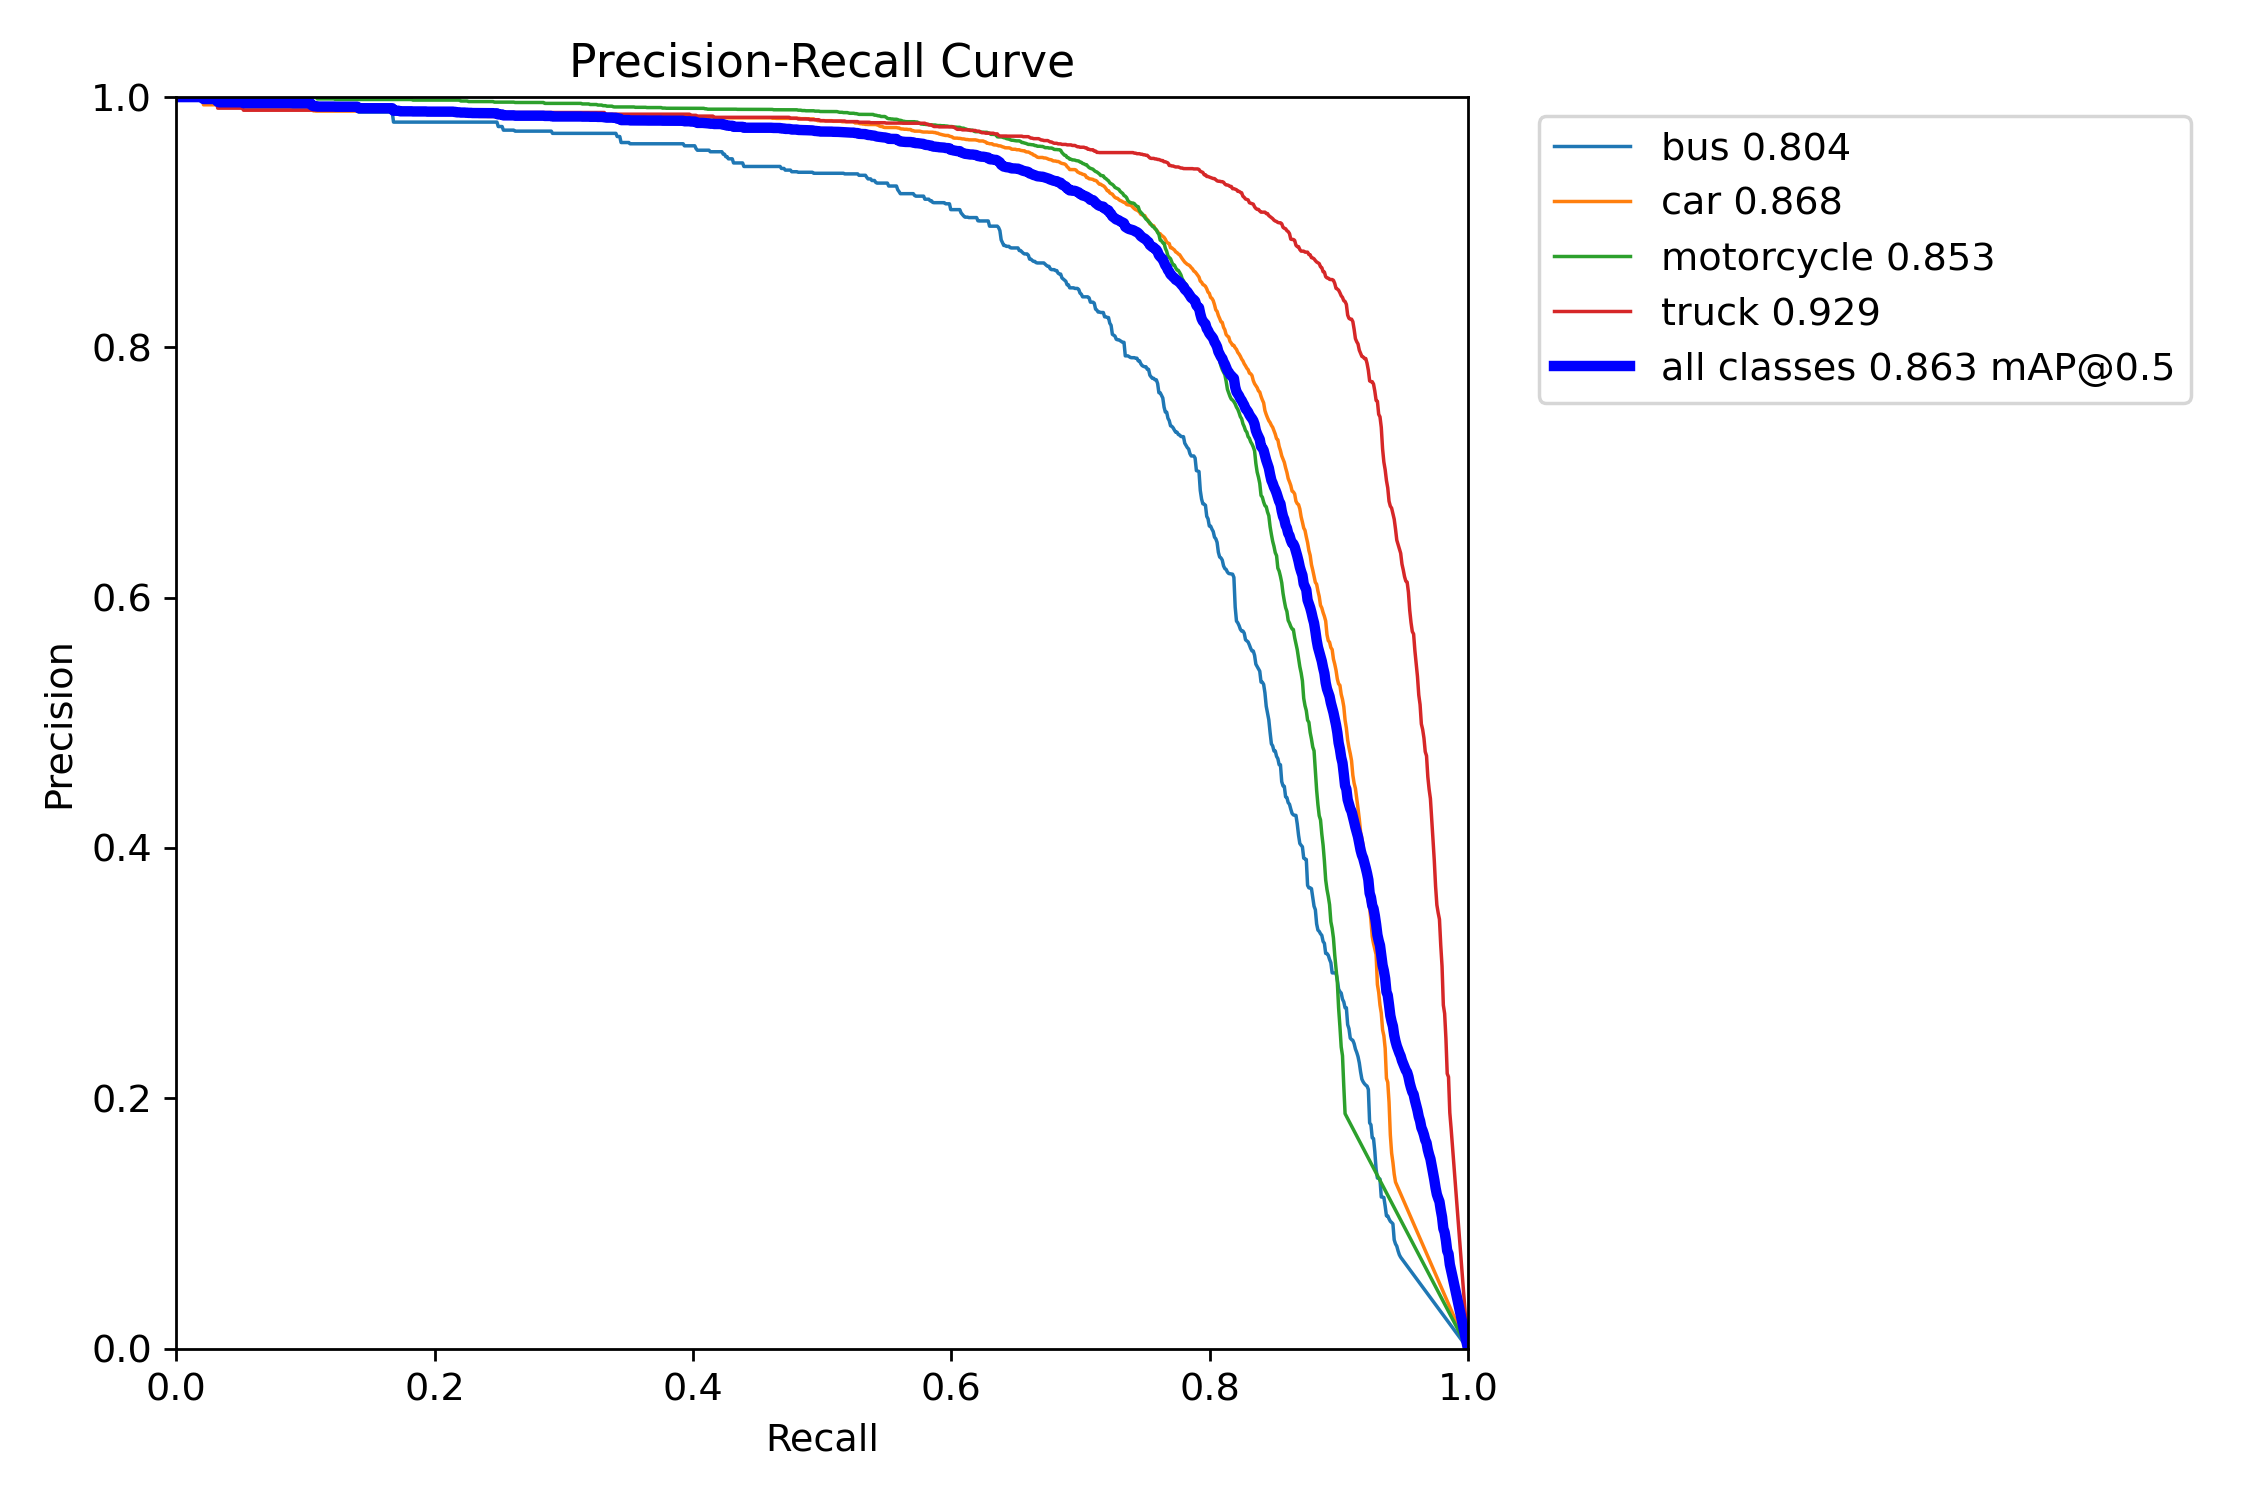 Precision-Recall Curve
1.0
0.8
0.6
0.4
0.2
0.0
Precision
0.0 0.2 0.4 0.6 0.8 1.0
Recall
bus 0.804
car 0.868
motorcycle 0.853
truck 0.929
all classes 0.863 mAP@0.5